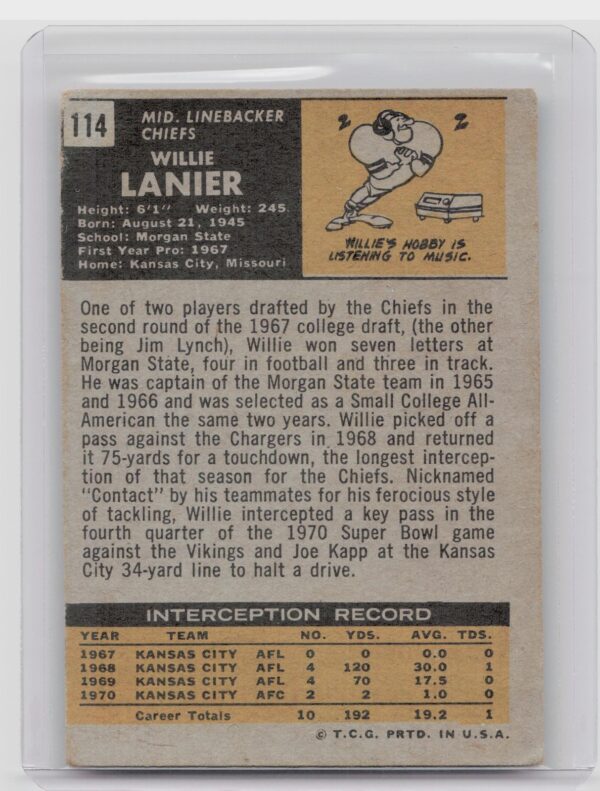 114
MID. LINEBACKER
CHIEFS
WILLIE
LANIER
Height: 6'1" Weight: 245
Born: August 21, 1945
School: Morgan State
First Year Pro: 1967
Home: Kansas City, Missouri
WILLIE'S HOBBY IS
LISTENING TO MUSIC.
One of two players drafted by the Chiefs in the
second round of the 1967 college draft, (the other
being Jim Lynch), Willie won seven letters at
Morgan State, four in football and three in track.
He was captain of the Morgan State team in 1965
and 1966 and was selected as a Small College All-
American the same two years. Willie picked off a
pass against the Chargers in 1968 and returned
it 75-yards for a touchdown, the longest intercep-
tion of that season for the Chiefs. Nicknamed
"Contact" by his teammates for his ferocious style
of tackling, Willie intercepted a key pass in the
fourth quarter of the 1970 Super Bowl game
against the Vikings and Joe Kapp at the Kansas
City 34-yard line to halt a drive.
INTERCEPTION RECORD
YEAR TEAM NO. YDS. AVG. TDS.
1967 KANSAS CITY AFL 0 0 0.0 0
1968 KANSAS CITY AFL 4 120 30.0 1
1969 KANSAS CITY AFL 4 70 17.5 0
1970 KANSAS CITY AFC 2 2 1.0 0
Career Totals 10 192 19.2 1
© T.C.G. PRTD. IN U.S.A.